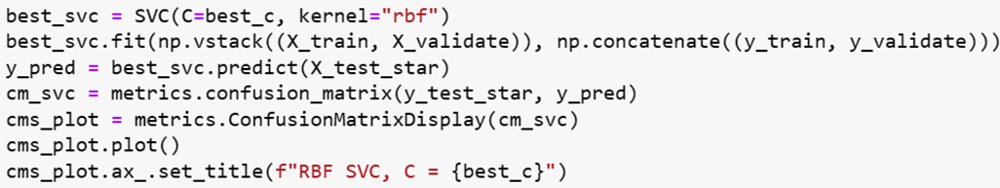 best_svc = SVC(C=best_c, kernel="rbf")
best_svc.fit(np.vstack((X_train, X_validate)), np.concatenate((y_train, y_validate)))
y_pred = best_svc.predict(X_test_star)
cm_svc = metrics.confusion_matrix(y_test_star, y_pred)
cms_plot = metrics.ConfusionMatrixDisplay(cm_svc)
cms_plot.plot()
cms_plot.ax_.set_title(f"RBF SVC, C = {best_c}")